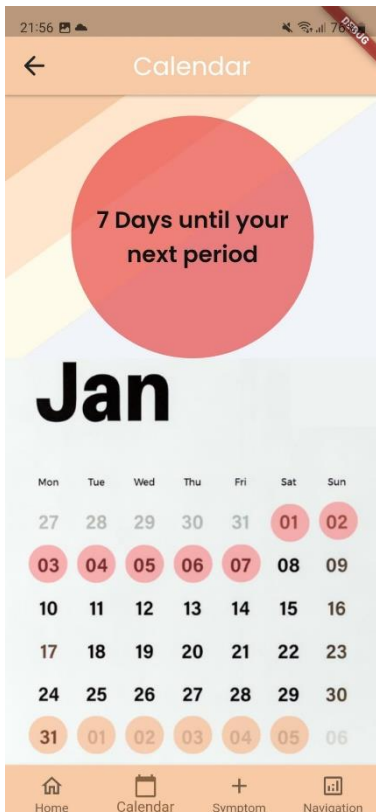 21:56 76%
DEBUG
Calendar
7 Days until your
next period
Jan
Mon Tue Wed Thu Fri Sat Sun
27 28 29 30 31 01 02
03 04 05 06 07 08 09
10 11 12 13 14 15 16
17 18 19 20 21 22 23
24 25 26 27 28 29 30
31 01 02 03 04 05 06
Home Calendar Symptom Navigation